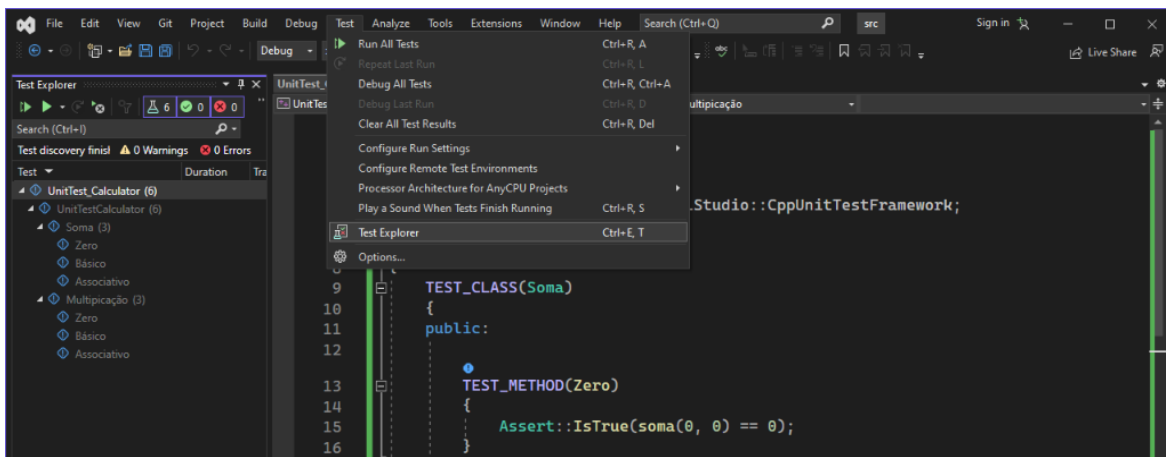 File Edit View Git Project Build Debug Test Analyze Tools Extensions Window Help Search (Ctrl+Q) src Sign in
Debug Live Share
Test Explorer
6 0 0
Search (Ctrl+I)
Test discovery finisl 0 Warnings 0 Errors
Test Duration Tra
UnitTest_Calculator (6)
UnitTestCalculator (6)
Soma (3)
Zero
Básico
Associativo
Multipicação (3)
Zero
Básico
Associativo
Run All Tests Ctrl+R, A
Repeat Last Run Ctrl+R, L
Debug All Tests Ctrl+R, Ctrl+A
Debug Last Run Ctrl+R, D
Clear All Test Results Ctrl+R, Del
Configure Run Settings
Configure Remote Test Environments
Processor Architecture for AnyCPU Projects
Play a Sound When Tests Finish Running Ctrl+R, S
Test Explorer Ctrl+E, T
Options...
UnitTest_
UnitTes ultipicação
lStudio::CppUnitTestFramework;
8 {
9 TEST_CLASS(Soma)
10 {
11 public:
12
13 TEST_METHOD(Zero)
14 {
15 Assert::IsTrue(soma(0, 0) == 0);
16 }